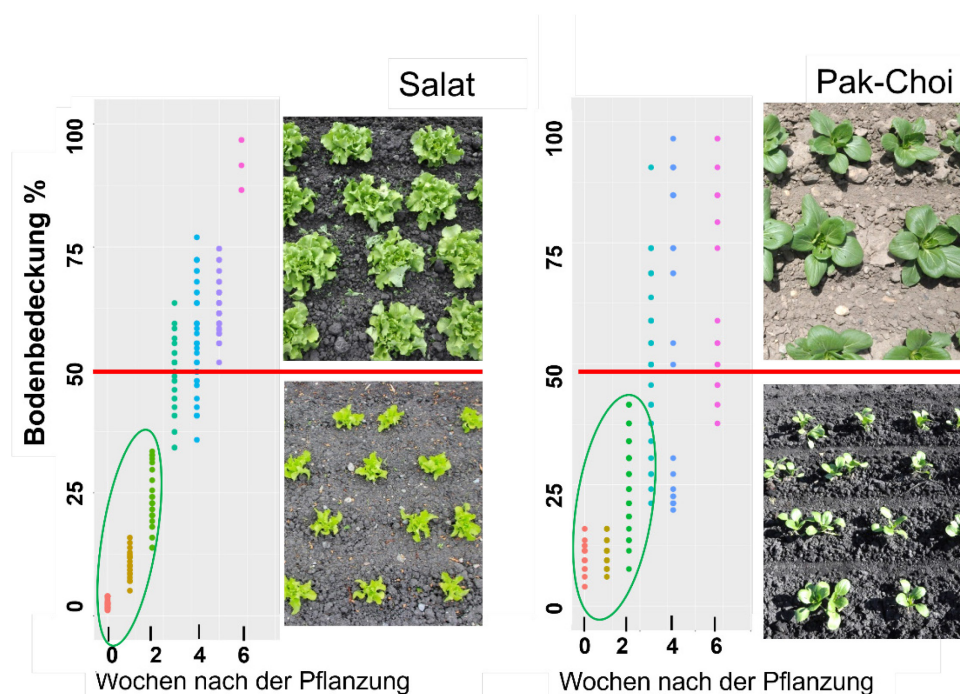 Salat
Bodenbedeckung %
100
75
50
25
0
0 2 4 6
Wochen nach der Pflanzung
Pak-Choi
100
75
50
25
0
0 2 4 6
Wochen nach der Pflanzung